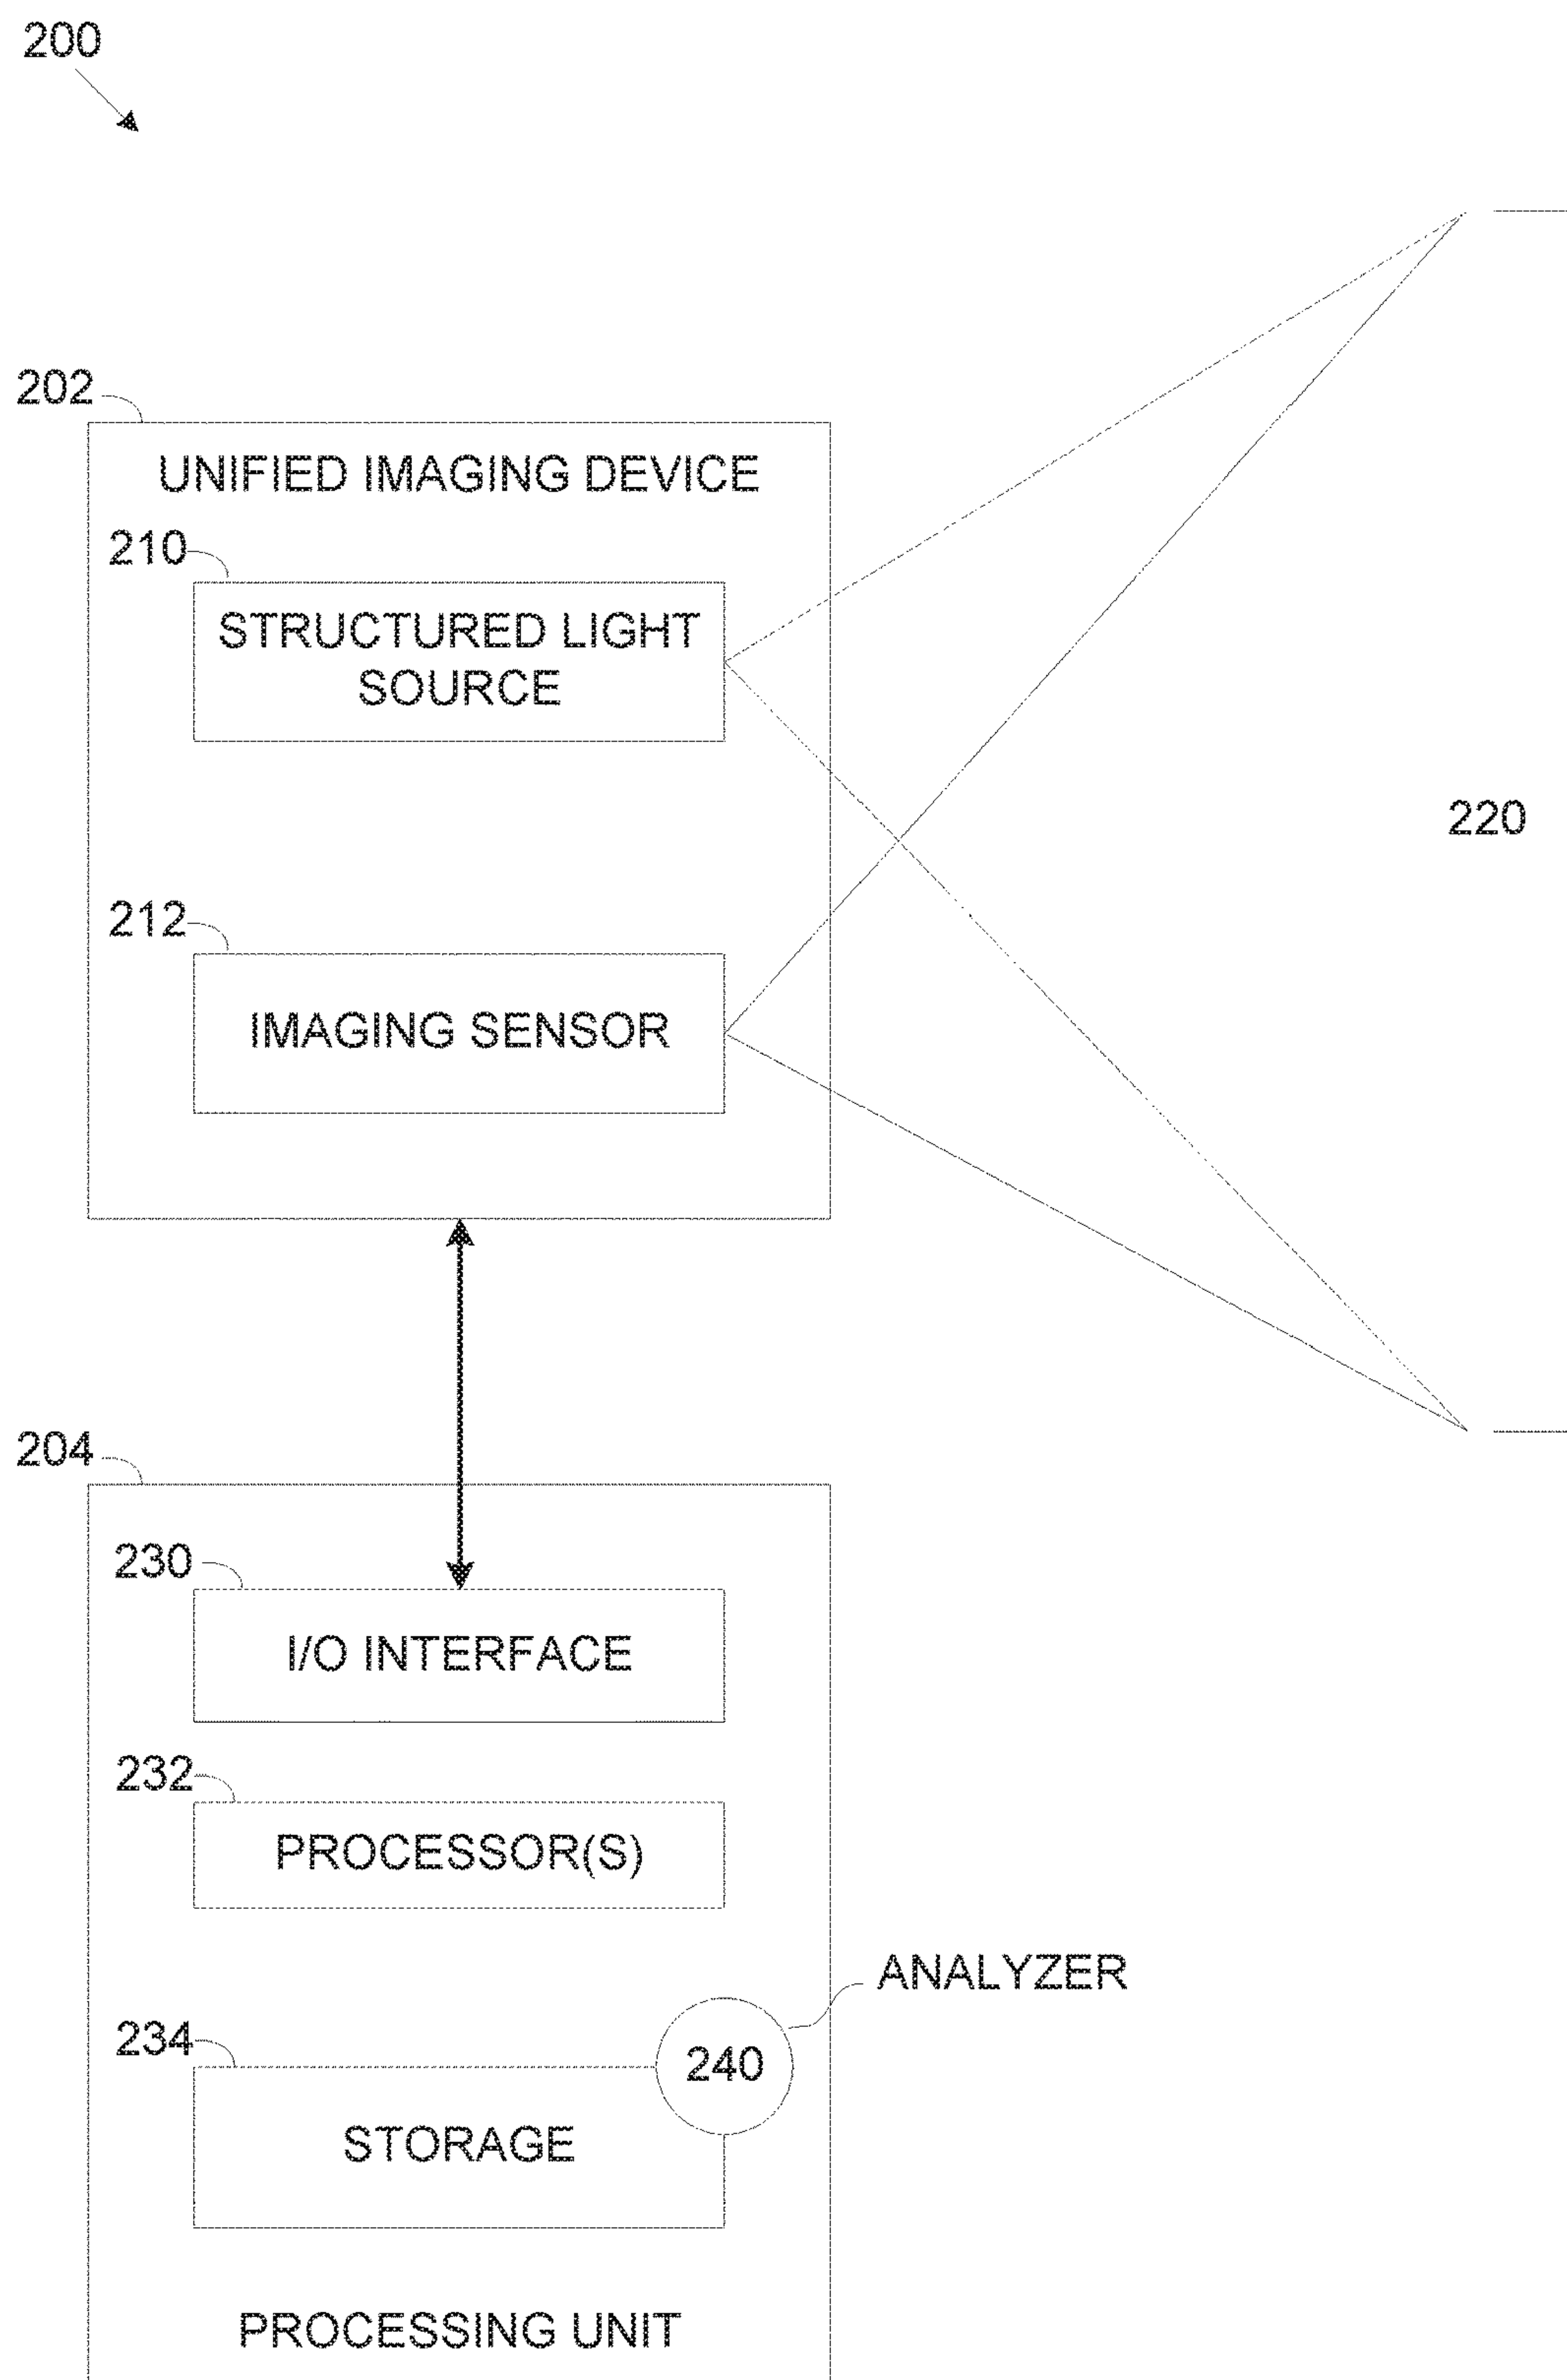 200
202
UNIFIED IMAGING DEVICE
210
STRUCTURED LIGHT
SOURCE
220
212
IMAGING SENSOR
204
230
I/O INTERFACE
232
PROCESSOR(S)
ANALYZER
234
240
STORAGE
PROCESSING UNIT